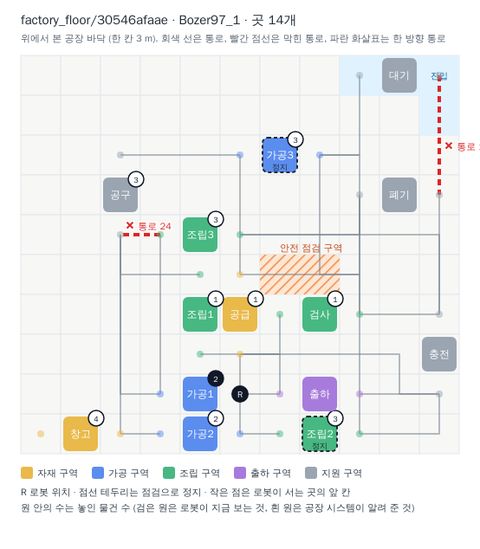 factory_floor/30546afaae · Bozer97_1 · 곳 14개
위에서 본 공장 바닥 (한 칸 3 m). 회색 선은 통로, 빨간 점선은 막힌 통로, 파란 화살표는 한 방향 통로
대기
전립
× 통로
가공3 3
정지
공구 3
폐기
× 통로 24
조립3 3
안전 점검 구역
조립1 1
공급 1
검사 1
충전
가공1 2
R
출하
창고 4
가공2 2
조립2 3
정지
자재 구역
가공 구역
조립 구역
출하 구역
지원 구역
R 로봇 위치 · 점선 테두리는 점검으로 정지 · 작은 점은 로봇이 서는 곳의 앞 칸
원 안의 수는 놓인 물건 수 (검은 원은 로봇이 지금 보는 것, 흰 원은 공장 시스템이 알려 준 것)